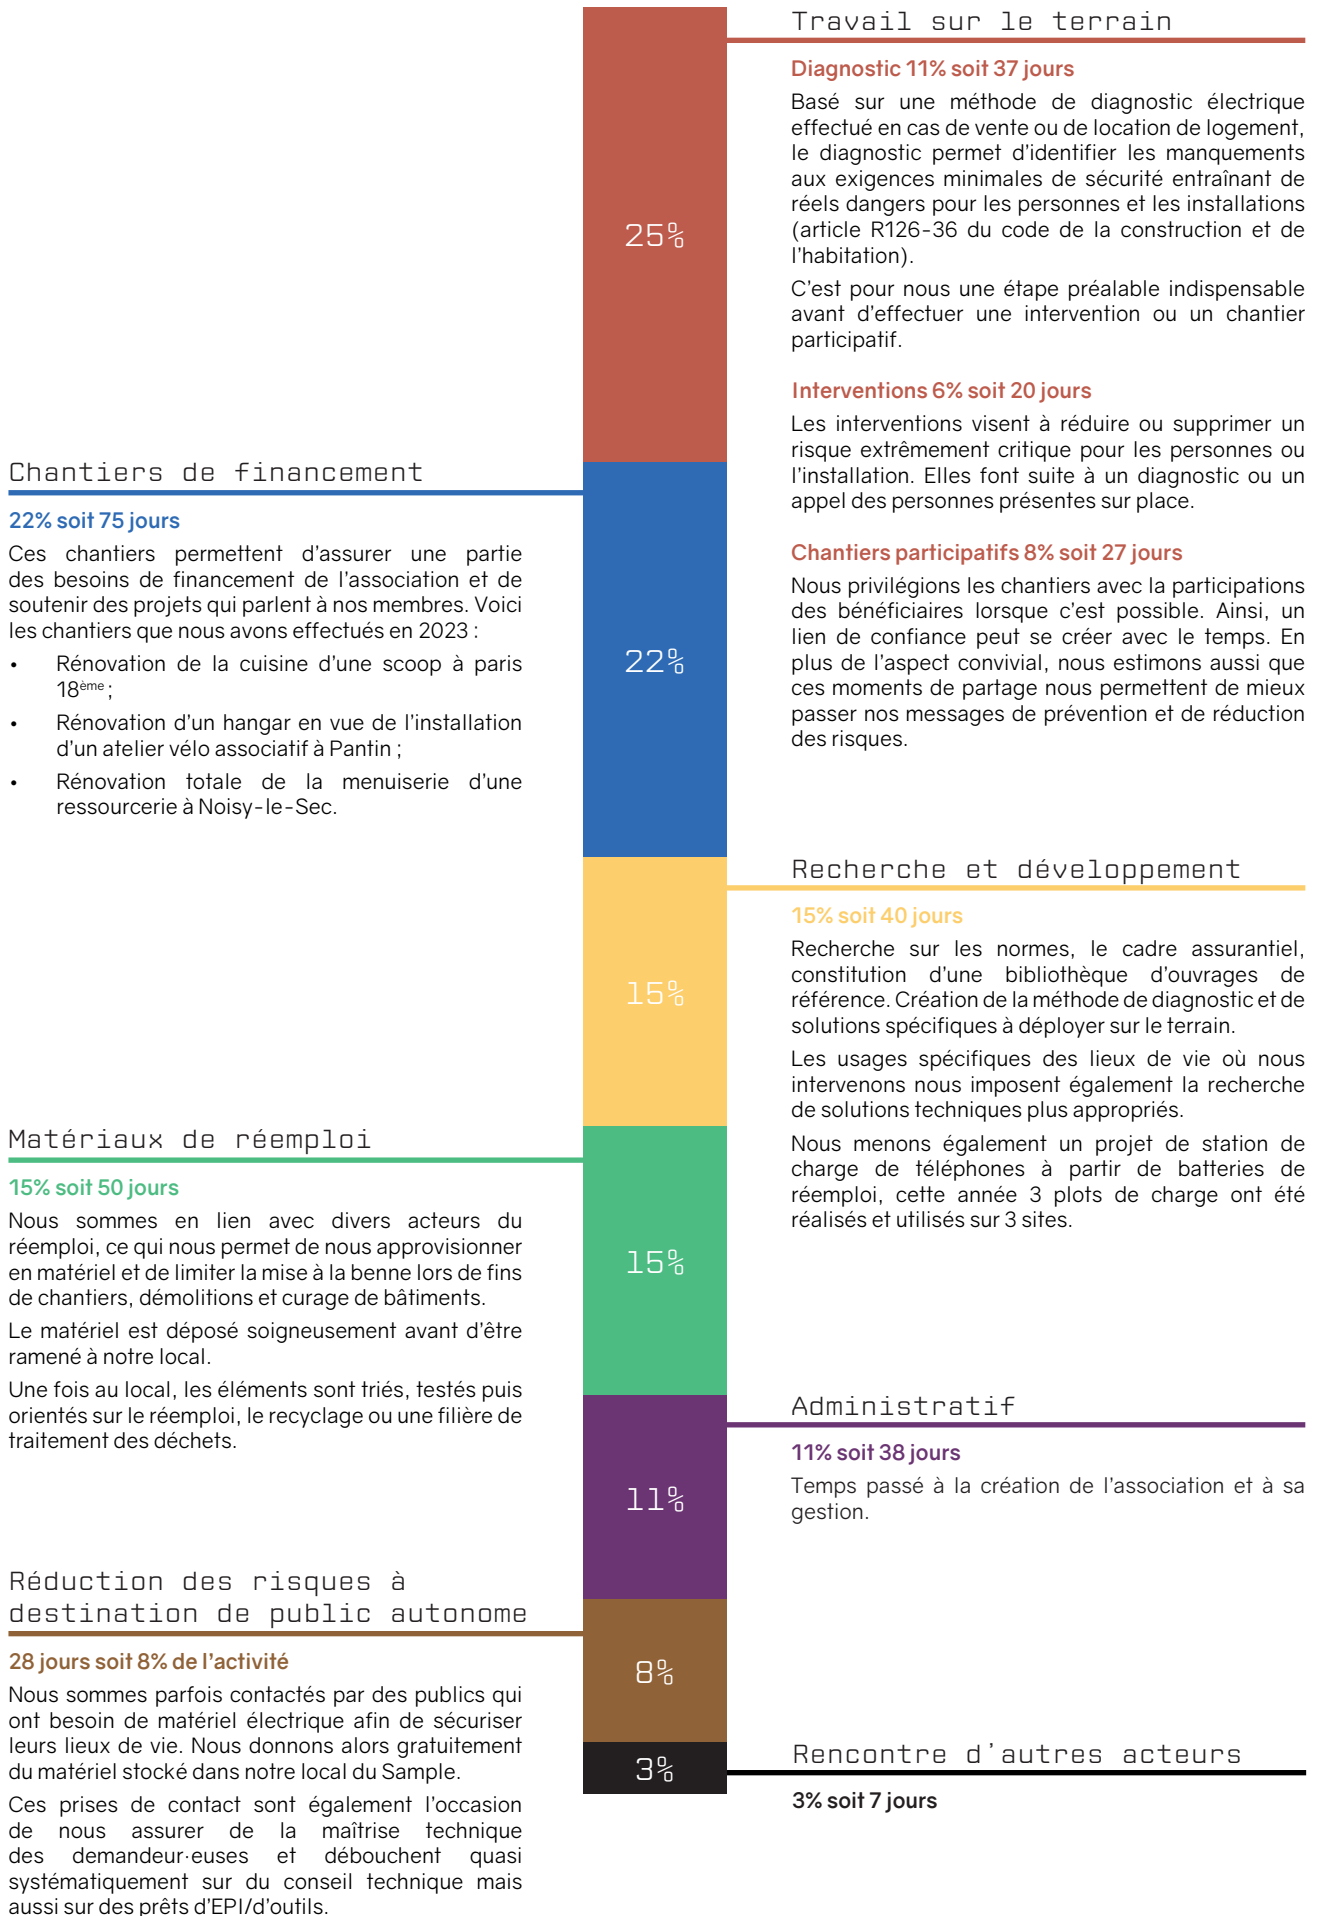 Travail sur le terrain
Diagnostic 11% soit 37 jours
Basé sur une méthode de diagnostic électrique
effectué en cas de vente ou de location de logement,
le diagnostic permet d'identifier les manquements
aux exigences minimales de sécurité entraînant de
réels dangers pour les personnes et les installations
(article R126-36 du code de la construction et de
l'habitation).
C'est pour nous une étape préalable indispensable
avant d'effectuer une intervention ou un chantier
participatif.
Interventions 6% soit 20 jours
Les interventions visent à réduire ou supprimer un
risque extrêmement critique pour les personnes ou
l'installation. Elles font suite à un diagnostic ou un
appel des personnes présentes sur place.
Chantiers participatifs 8% soit 27 jours
Nous privilégions les chantiers avec la participations
des bénéficiaires lorsque c'est possible. Ainsi, un
lien de confiance peut se créer avec le temps. En
plus de l'aspect convivial, nous estimons aussi que
ces moments de partage nous permettent de mieux
passer nos messages de prévention et de réduction
des risques.
25%
Chantiers de financement
22% soit 75 jours
Ces chantiers permettent d'assurer une partie
des besoins de financement de l'association et de
soutenir des projets qui parlent à nos membres. Voici
les chantiers que nous avons effectués en 2023 :
• Rénovation de la cuisine d'une scoop à paris
18ème ;
• Rénovation d'un hangar en vue de l'installation
d'un atelier vélo associatif à Pantin ;
• Rénovation totale de la menuiserie d'une
ressourcerie à Noisy-le-Sec.
22%
Recherche et développement
15% soit 40 jours
Recherche sur les normes, le cadre assurantiel,
constitution d'une bibliothèque d'ouvrages de
référence. Création de la méthode de diagnostic et de
solutions spécifiques à déployer sur le terrain.
Les usages spécifiques des lieux de vie où nous
intervenons nous imposent également la recherche
de solutions techniques plus appropriés.
Nous menons également un projet de station de
charge de téléphones à partir de batteries de
réemploi, cette année 3 plots de charge ont été
réalisés et utilisés sur 3 sites.
15%
Matériaux de réemploi
15% soit 50 jours
Nous sommes en lien avec divers acteurs du
réemploi, ce qui nous permet de nous approvisionner
en matériel et de limiter la mise à la benne lors de fins
de chantiers, démolitions et curage de bâtiments.
Le matériel est déposé soigneusement avant d'être
ramené à notre local.
Une fois au local, les éléments sont triés, testés puis
orientés sur le réemploi, le recyclage ou une filière de
traitement des déchets.
15%
Administratif
11% soit 38 jours
Temps passé à la création de l'association et à sa
gestion.
11%
Réduction des risques à
destination de public autonome
28 jours soit 8% de l'activité
Nous sommes parfois contactés par des publics qui
ont besoin de matériel électrique afin de sécuriser
leurs lieux de vie. Nous donnons alors gratuitement
du matériel stocké dans notre local du Sample.
Ces prises de contact sont également l'occasion
de nous assurer de la maîtrise technique
des demandeur·euses et débouchent quasi
systématiquement sur du conseil technique mais
aussi sur des prêts d'EPI/d'outils.
8%
Rencontre d'autres acteurs
3% soit 7 jours
3%